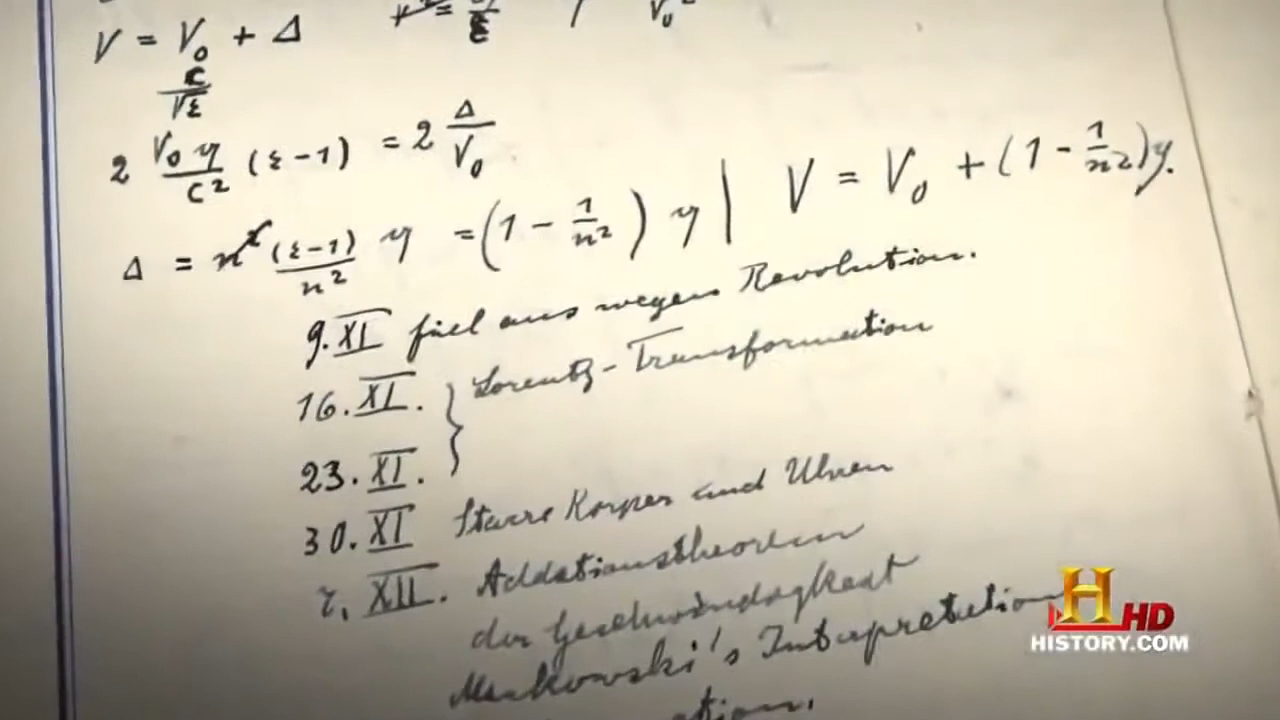 V = V₀ + Δ
c/√ε
2 V₀ y/c² (ε-1) = 2 Δ/V₀
Δ = (ε-1)/n² y = (1 - 1/n²) y | V = V₀ + (1 - 1/n²) y.
9. XI fiel aus wegen Revolution.
16. XI. } Lorentz-Transformation
23. XI.
30. XI Starre Körper und Uhren
7. XII. Additionstheorem
der Geschwindigkeit
Minkowski's Interpretation
HD
HISTORY.COM